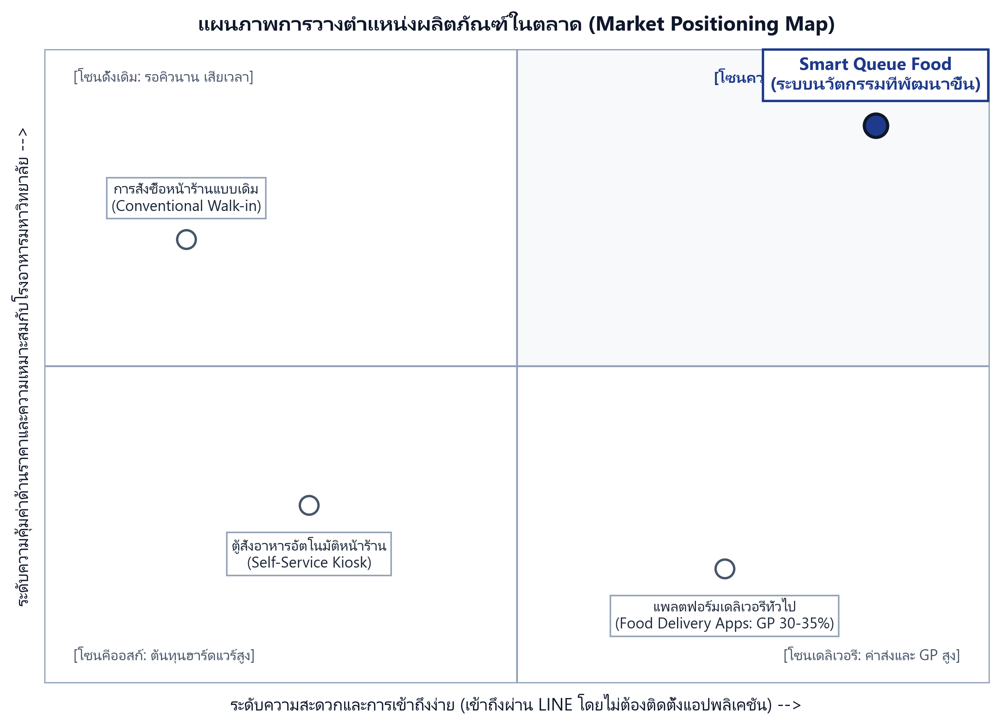 แผนภาพการวางตำแหน่งผลิตภัณฑ์ในตลาด (Market Positioning Map)
[โซนดั้งเดิม: รอคิวนาน เสียเวลา]
[โซนคว
Smart Queue Food
(ระบบนวัตกรรมที่พัฒนาขึ้น)
การสั่งซื้อหน้าร้านแบบเดิม
(Conventional Walk-in)
ระดับความคุ้มค่าด้านราคาและความเหมาะสมกับโรงอาหารมหาวิทยาลัย -->
ตู้สั่งอาหารอัตโนมัติหน้าร้าน
(Self-Service Kiosk)
แพลตฟอร์มเดลิเวอรีทั่วไป
(Food Delivery Apps: GP 30-35%)
[โซนคีออสก์: ต้นทุนฮาร์ดแวร์สูง]
[โซนเดลิเวอรี: ค่าส่งและ GP สูง]
ระดับความสะดวกและการเข้าถึงง่าย (เข้าถึงผ่าน LINE โดยไม่ต้องติดตั้งแอปพลิเคชัน) -->